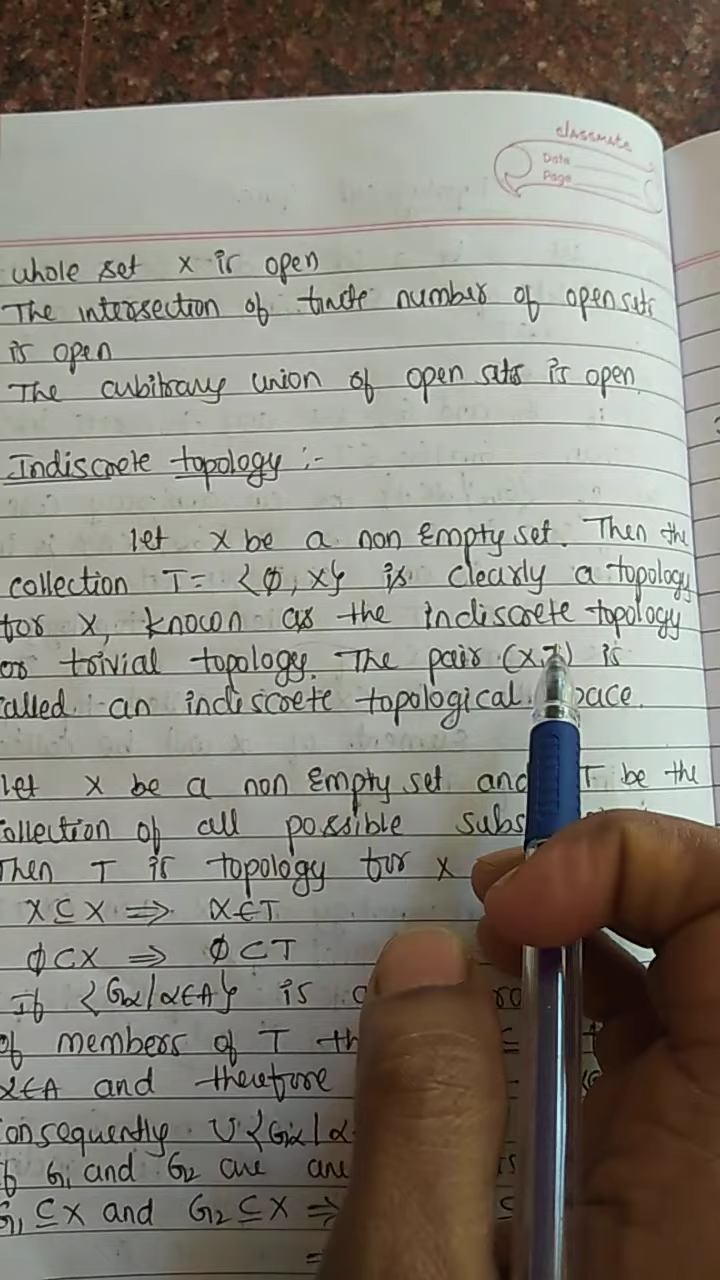 classmate
Date
Page
whole set X is open
The intersection of finite number of open sets
is open
The arbitrary union of open sets is open.
Indiscrete topology :-
let X be a non Empty set. Then the
collection T = {φ, X} is clearly a topology
for X, known as the indiscrete topology
or trivial topology. The pair (X, T) is
called an indiscrete topological pace.
let X be a non Empty set and T be the
collection of all possible subs
Then T is topology for X
X ⊆ X ⇒ X ∈ T
φ ⊂ X ⇒ φ ⊂ T
If {Gα / α ∈ A} is
of members of T th
α ∈ A and therefore
consequently ∪ {Gα / α
If G₁ and G₂ are are
G₁ ⊆ X and G₂ ⊆ X ⇒
=